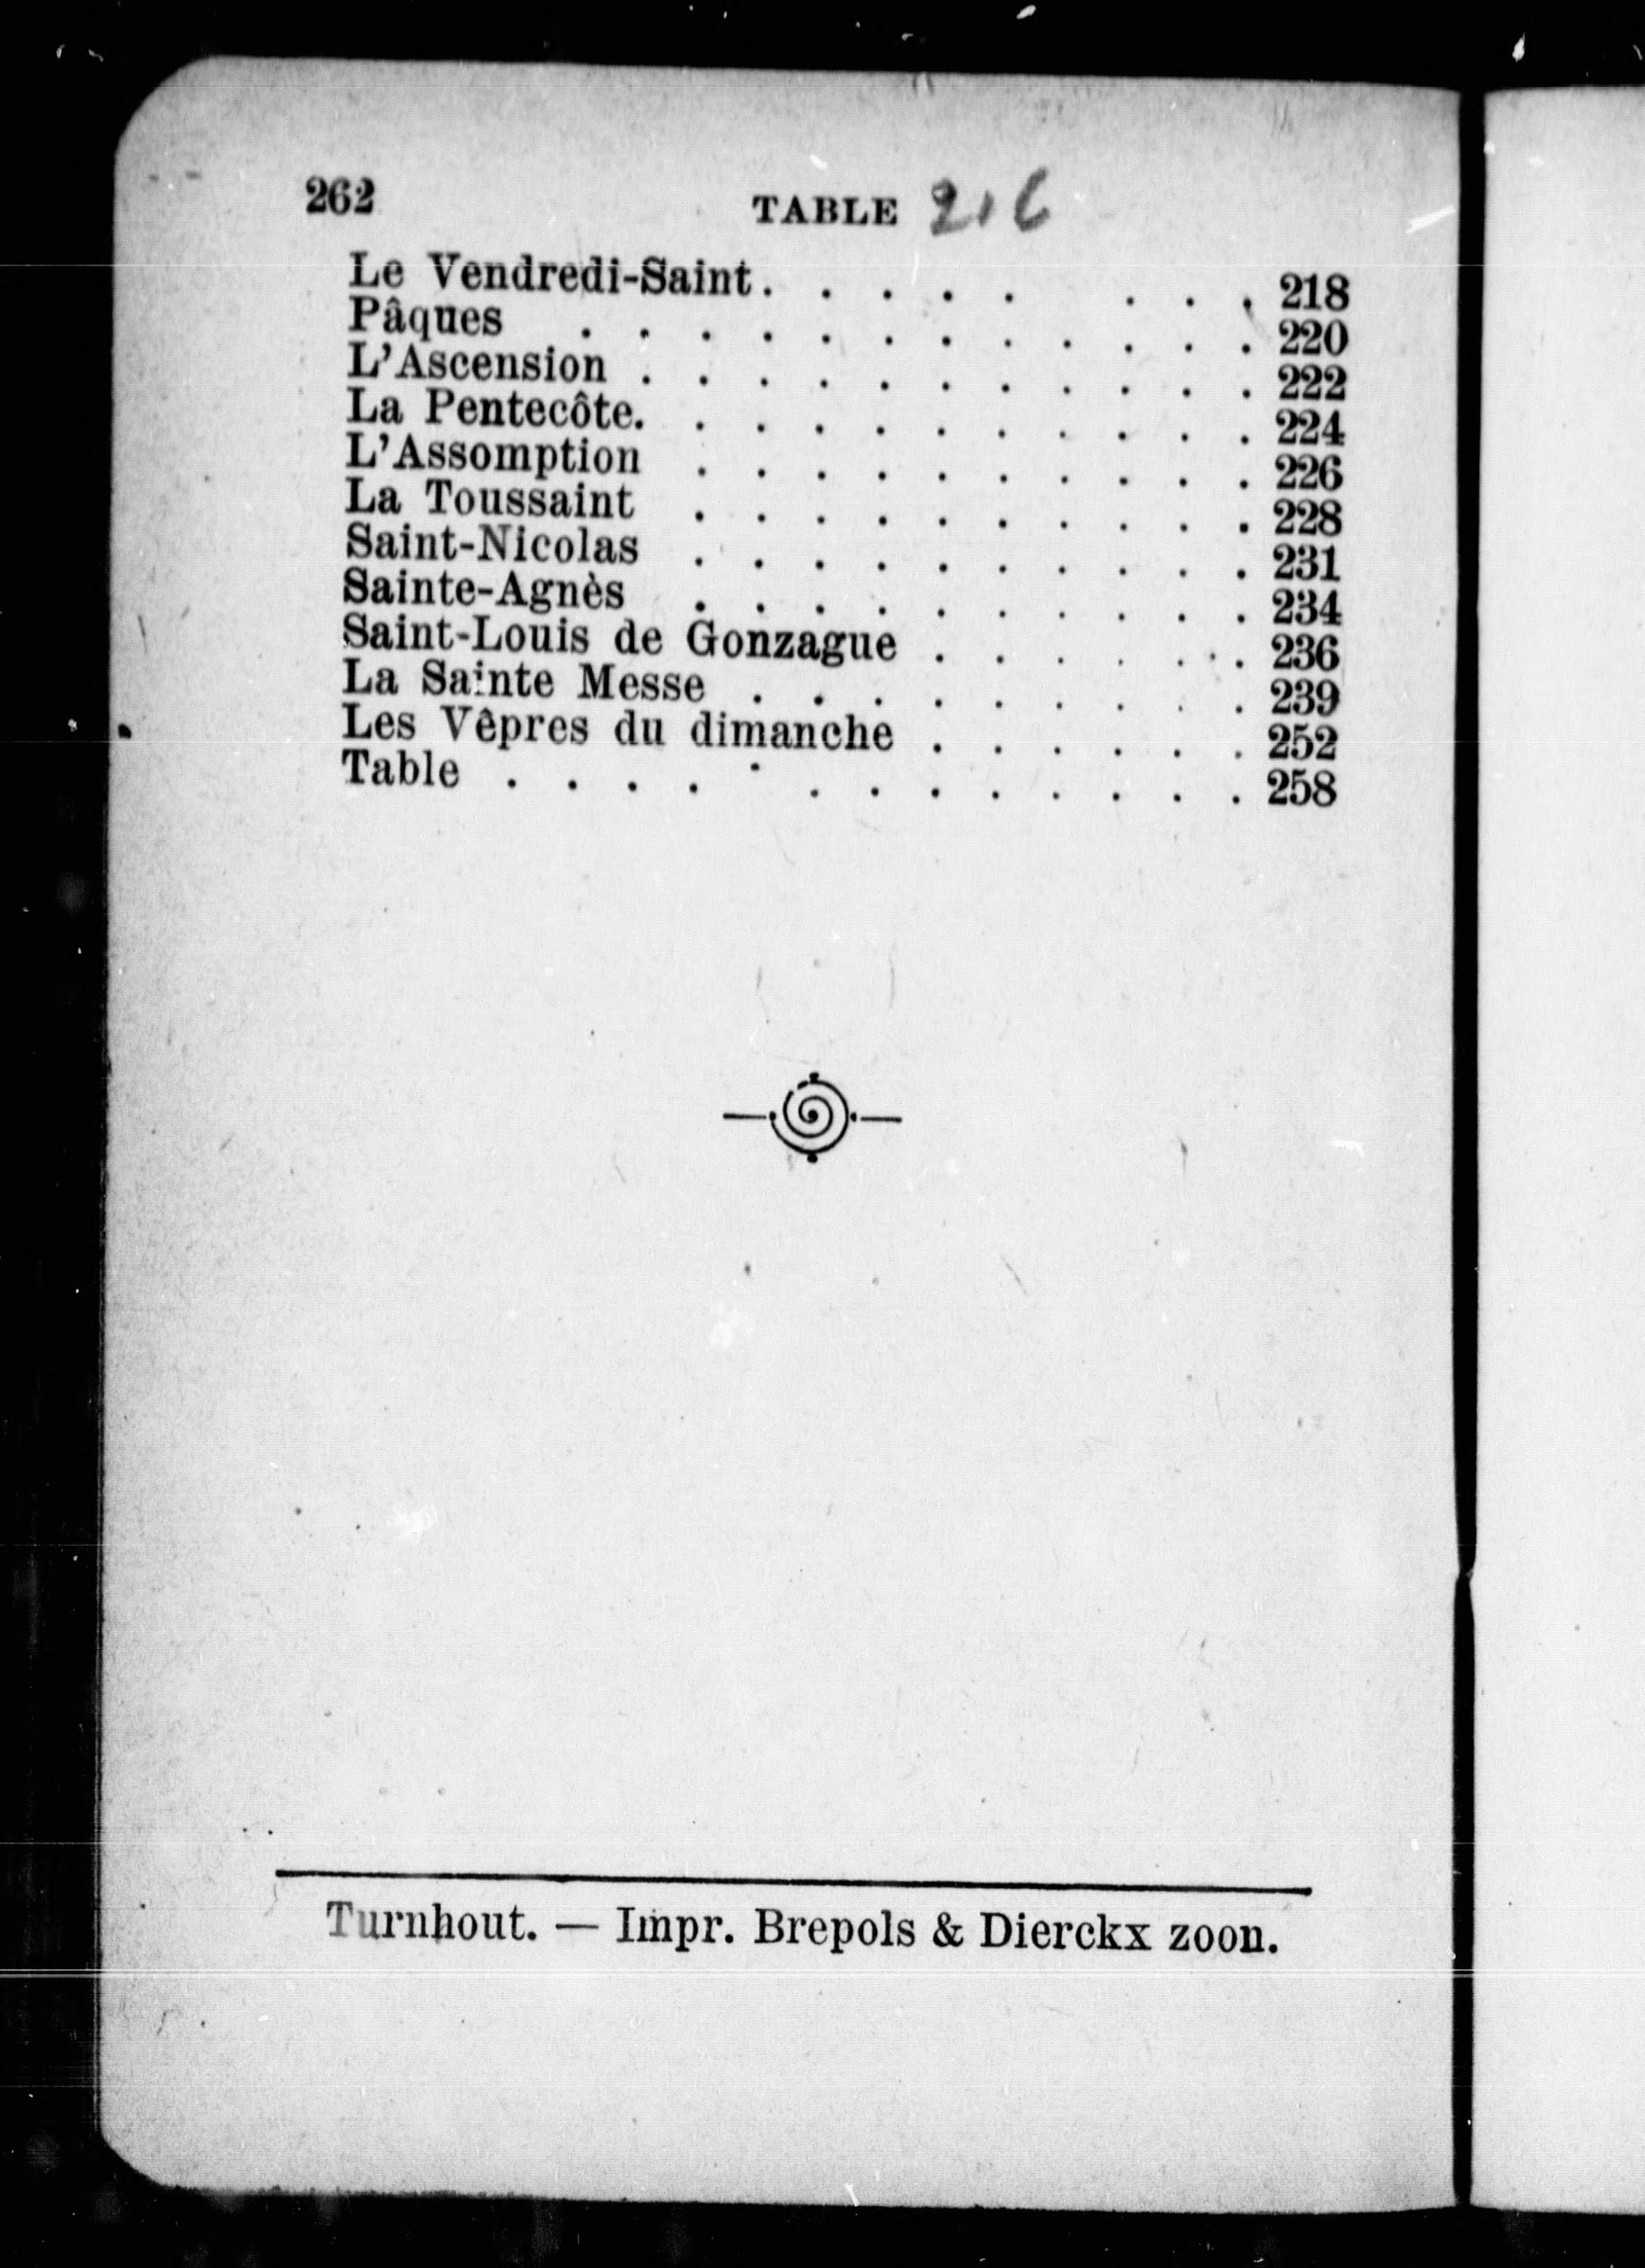 262
TABLE 216
Le Vendredi-Saint. . . . . . . . . 218
Pâques . . . . . . . . . . . . 220
L'Ascension . . . . . . . . . . . 222
La Pentecôte. . . . . . . . . . . 224
L'Assomption . . . . . . . . . . 226
La Toussaint . . . . . . . . . . 228
Saint-Nicolas . . . . . . . . . . 231
Sainte-Agnès . . . . . . . . . . 234
Saint-Louis de Gonzague . . . . . . 236
La Sainte Messe . . . . . . . . . 239
Les Vêpres du dimanche . . . . . . 252
Table . . . . . . . . . . . . . 258
Turnhout. — Impr. Brepols & Dierckx zoon.